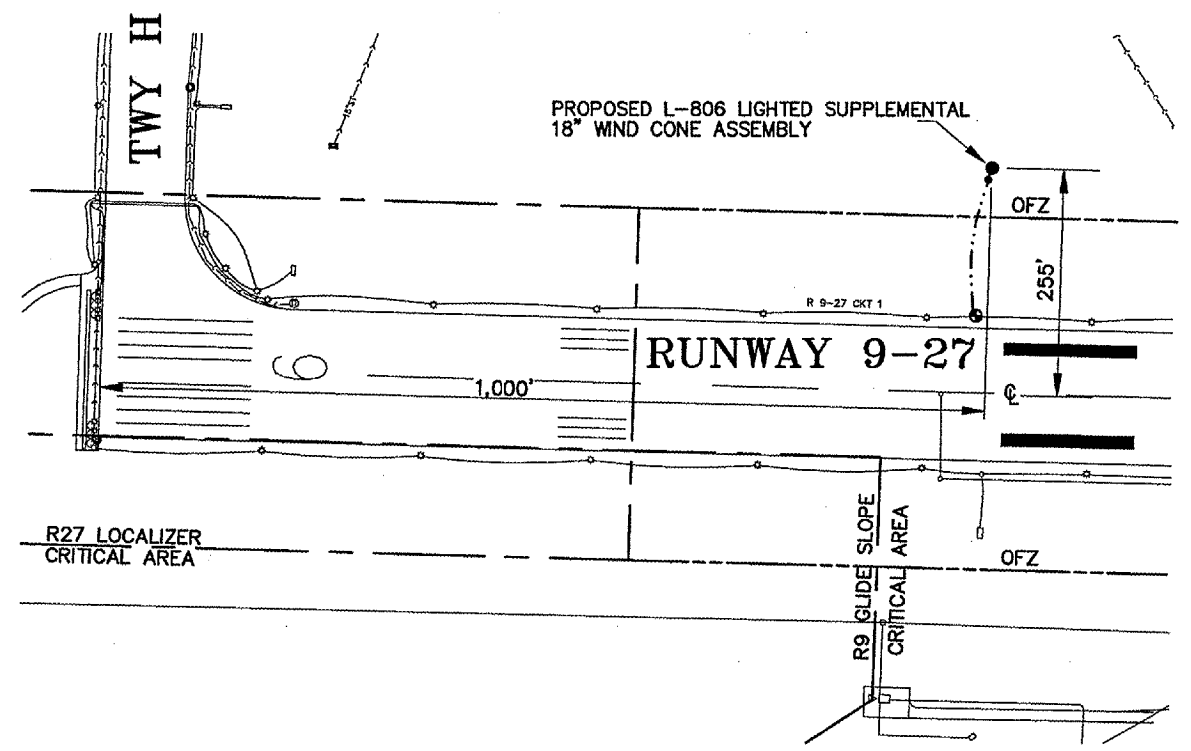 TWY H
PROPOSED L-806 LIGHTED SUPPLEMENTAL
18" WIND CONE ASSEMBLY
OFZ
255'
R 9-27 CKT 1
RUNWAY 9-27
9
1,000'
℄
R27 LOCALIZER
CRITICAL AREA
R9 GLIDE SLOPE
CRITICAL AREA
OFZ